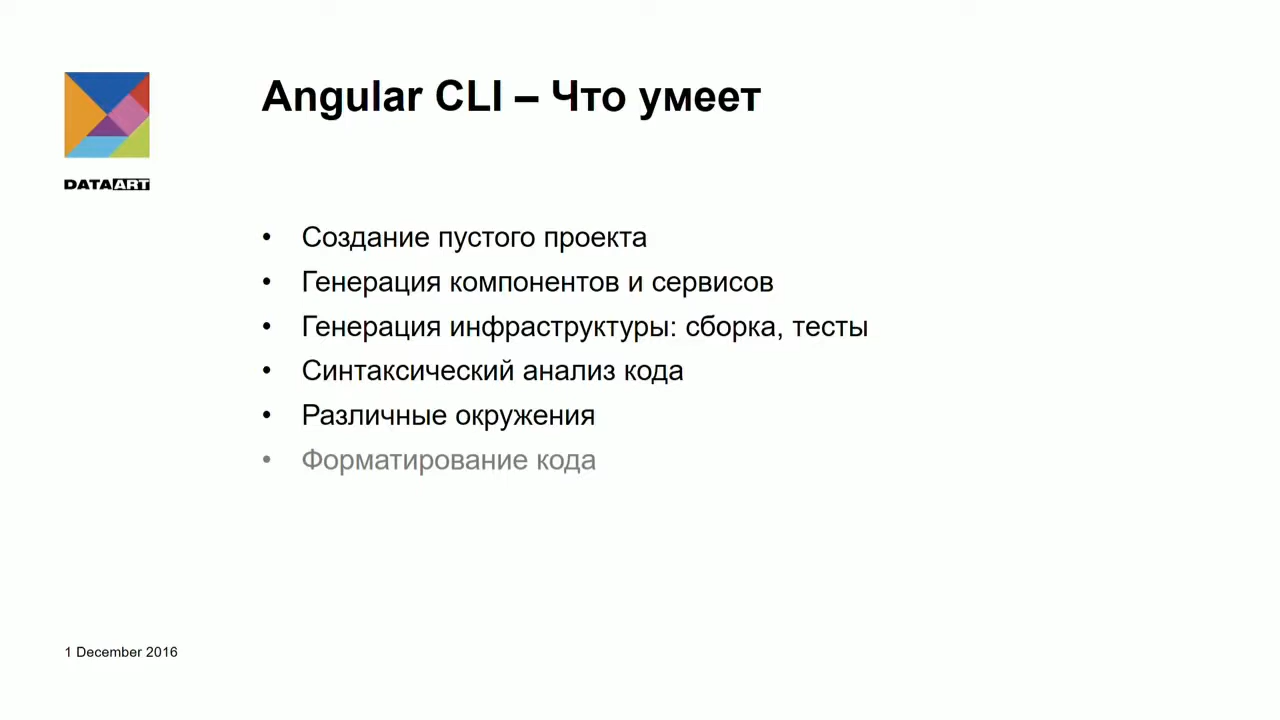 Angular CLI – Что умеет
DATAART
• Создание пустого проекта
• Генерация компонентов и сервисов
• Генерация инфраструктуры: сборка, тесты
• Синтаксический анализ кода
• Различные окружения
• Форматирование кода
1 December 2016